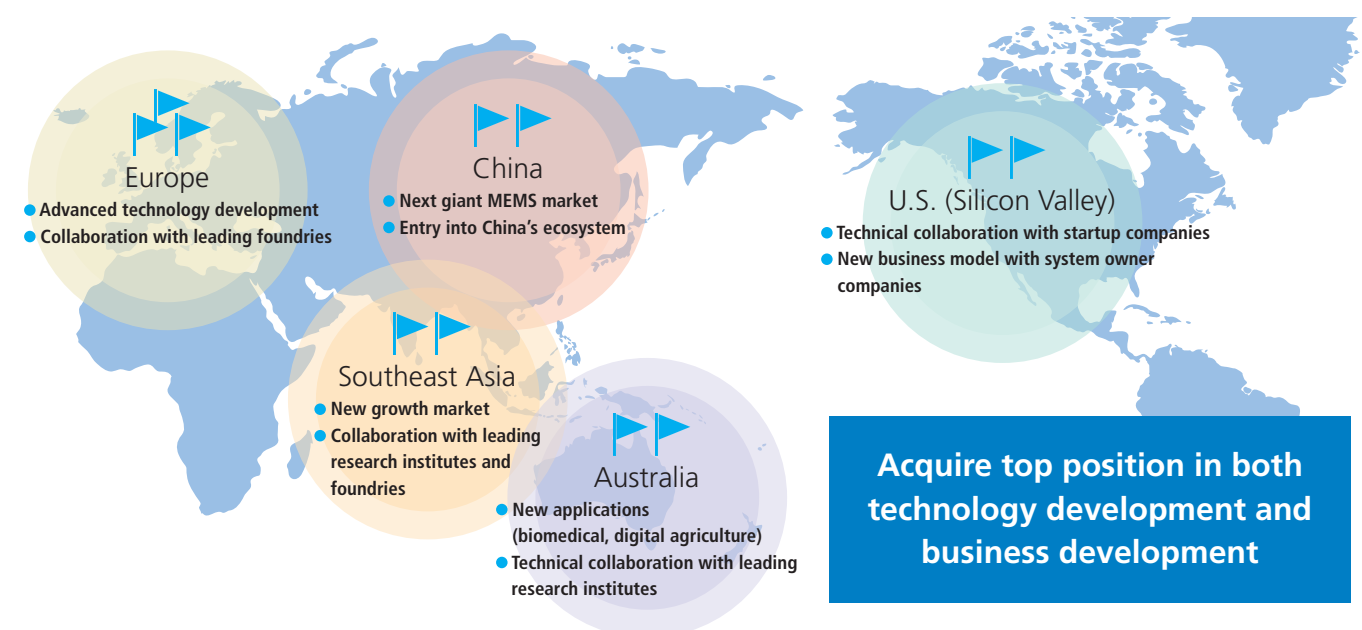 Europe
● Advanced technology development
● Collaboration with leading foundries
China
● Next giant MEMS market
● Entry into China's ecosystem
U.S. (Silicon Valley)
● Technical collaboration with startup companies
● New business model with system owner
companies
Southeast Asia
● New growth market
● Collaboration with leading
research institutes and
foundries
Australia
● New applications
(biomedical, digital agriculture)
● Technical collaboration with leading
research institutes
Acquire top position in both
technology development and
business development